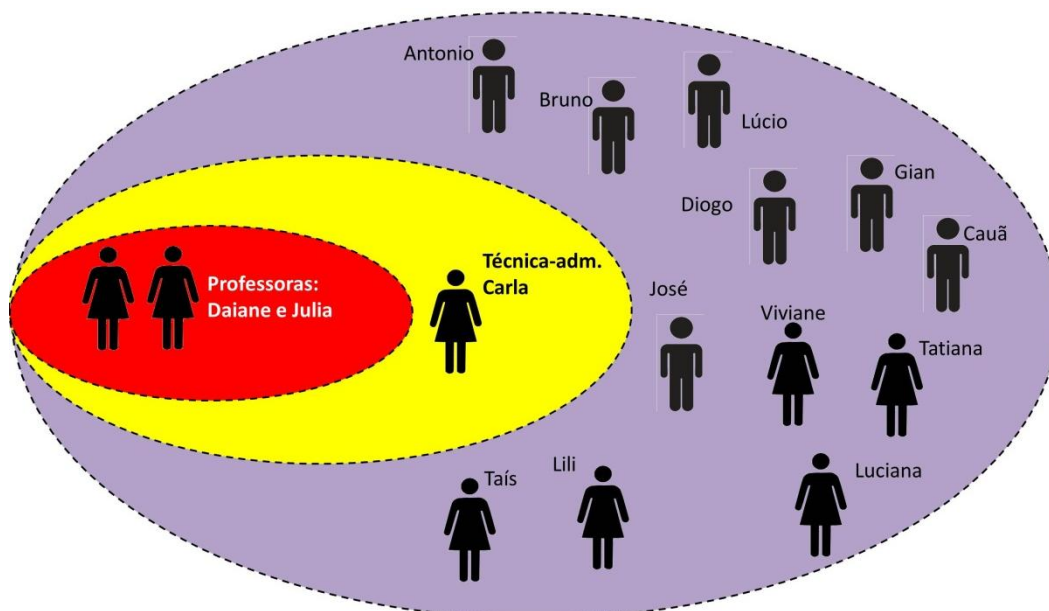 Antonio
Bruno
Lúcio
Gian
Diogo
Cauã
Técnica-adm.
Carla
Professoras:
Daiane e Julia
José
Viviane
Tatiana
Lili
Taís
Luciana